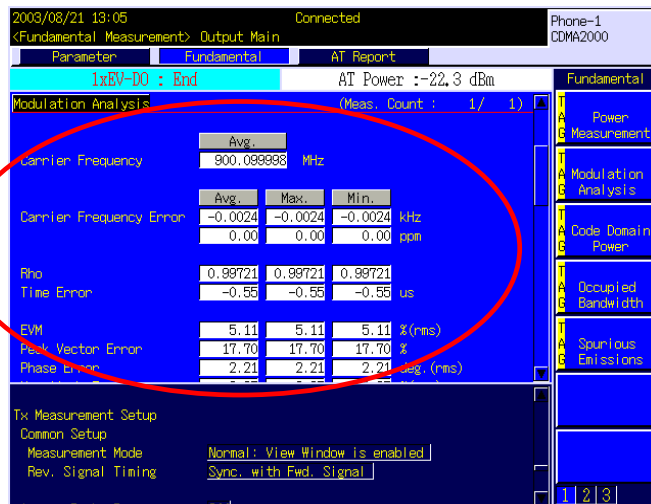 2003/08/21 13:05 Connected
<Fundamental Measurement> Output Main
Phone-1
CDMA2000
Parameter Fundamental AT Report
1xEV-DO : End AT Power :-22.3 dBm
Fundamental
Modulation Analysis (Meas. Count : 1/ 1)
Avg.
Carrier Frequency 900.099998 MHz
Avg. Max. Min.
Carrier Frequency Error -0.0024 -0.0024 -0.0024 kHz
0.00 0.00 0.00 ppm
Rho 0.99721 0.99721 0.99721
Time Error -0.55 -0.55 -0.55 us
EVM 5.11 5.11 5.11 %(rms)
Peak Vector Error 17.70 17.70 17.70 %
Phase Error 2.21 2.21 2.21 deg.(rms)
Tx Measurement Setup
Common Setup
Measurement Mode Normal: View Window is enabled
Rev. Signal Timing Sync. with Fwd. Signal
TAG Power Measurement
TAG Modulation Analysis
TAG Code Domain Power
TAG Occupied Bandwidth
TAG Spurious Emissions
1 2 3